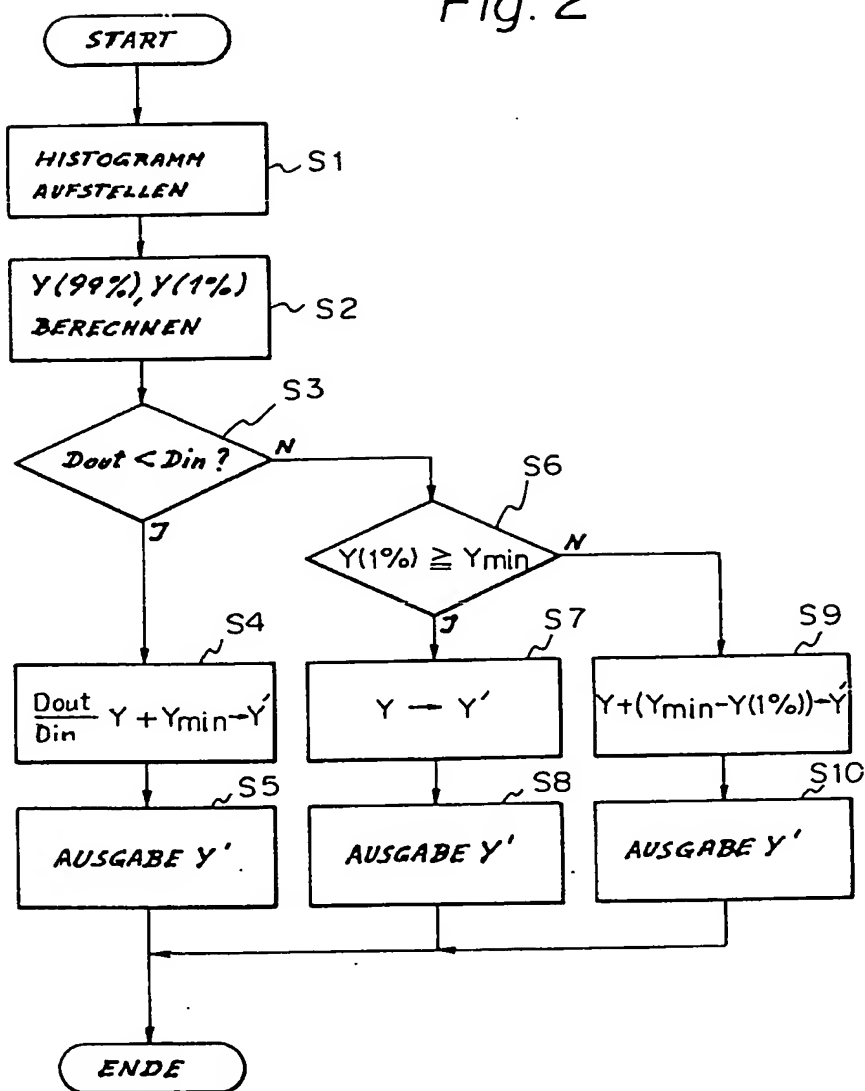 Fig. 2
START
HISTOGRAMM
AUFSTELLEN
S1
Y(99%), Y(1%)
BERECHNEN
S2
S3
Dout < Din ?
N
J
S6
Y(1%) ≧ Ymin
N
J
S4
Dout
Din
Y + Ymin → Y'
S7
Y → Y'
S9
Y+(Ymin-Y(1%))→Y'
S5
AUSGABE Y'
S8
AUSGABE Y'
S10
AUSGABE Y'
ENDE